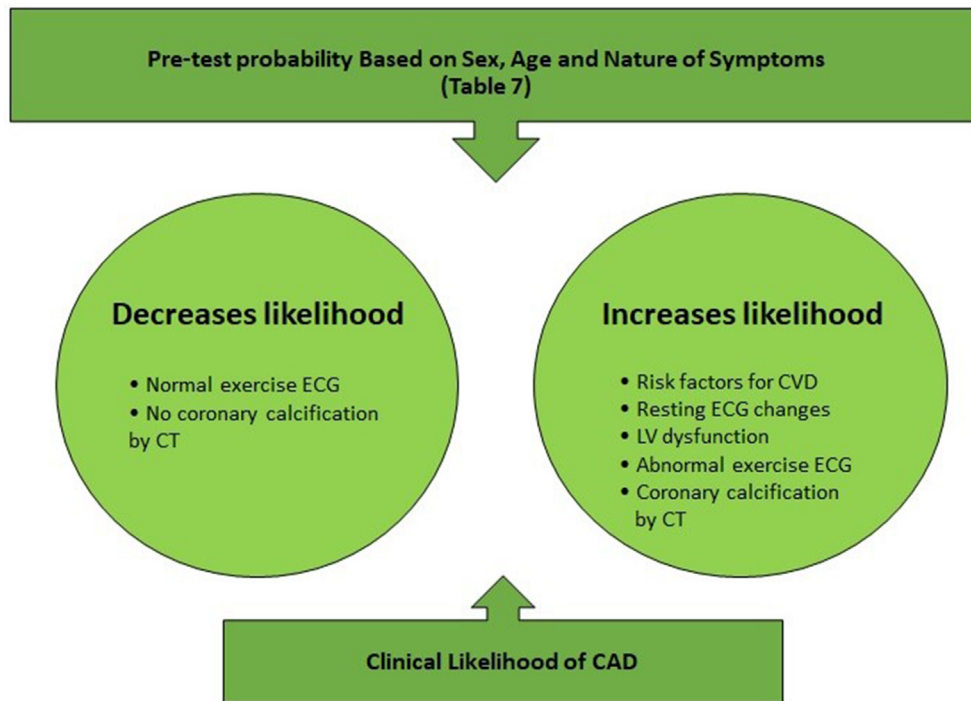 Pre-test probability Based on Sex, Age and Nature of Symptoms
(Table 7)
Decreases likelihood
• Normal exercise ECG
• No coronary calcification
by CT
Increases likelihood
• Risk factors for CVD
• Resting ECG changes
• LV dysfunction
• Abnormal exercise ECG
• Coronary calcification
by CT
Clinical Likelihood of CAD